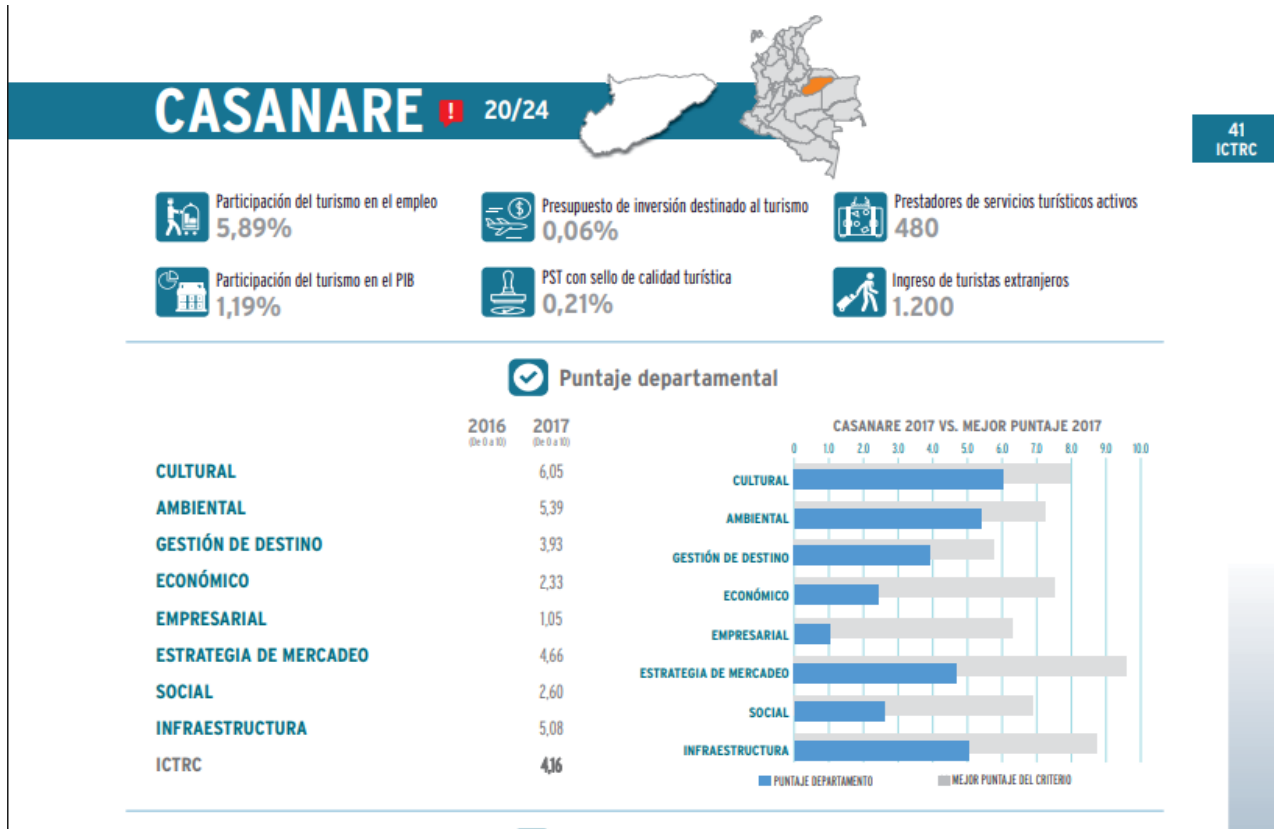 CASANARE ! 20/24
41
ICTRC
Participación del turismo en el empleo
5,89%
Presupuesto de inversión destinado al turismo
0,06%
Prestadores de servicios turísticos activos
480
Participación del turismo en el PIB
1,19%
PST con sello de calidad turística
0,21%
Ingreso de turistas extranjeros
1.200
Puntaje departamental
2016 2017
(De 0 a 10) (De 0 a 10)
CULTURAL 6,05
AMBIENTAL 5,39
GESTIÓN DE DESTINO 3,93
ECONÓMICO 2,33
EMPRESARIAL 1,05
ESTRATEGIA DE MERCADEO 4,66
SOCIAL 2,60
INFRAESTRUCTURA 5,08
ICTRC 4,16
CASANARE 2017 VS. MEJOR PUNTAJE 2017
0 1.0 2.0 3.0 4.0 5.0 6.0 7.0 8.0 9.0 10.0
CULTURAL
AMBIENTAL
GESTIÓN DE DESTINO
ECONÓMICO
EMPRESARIAL
ESTRATEGIA DE MERCADEO
SOCIAL
INFRAESTRUCTURA
PUNTAJE DEPARTAMENTO MEJOR PUNTAJE DEL CRITERIO